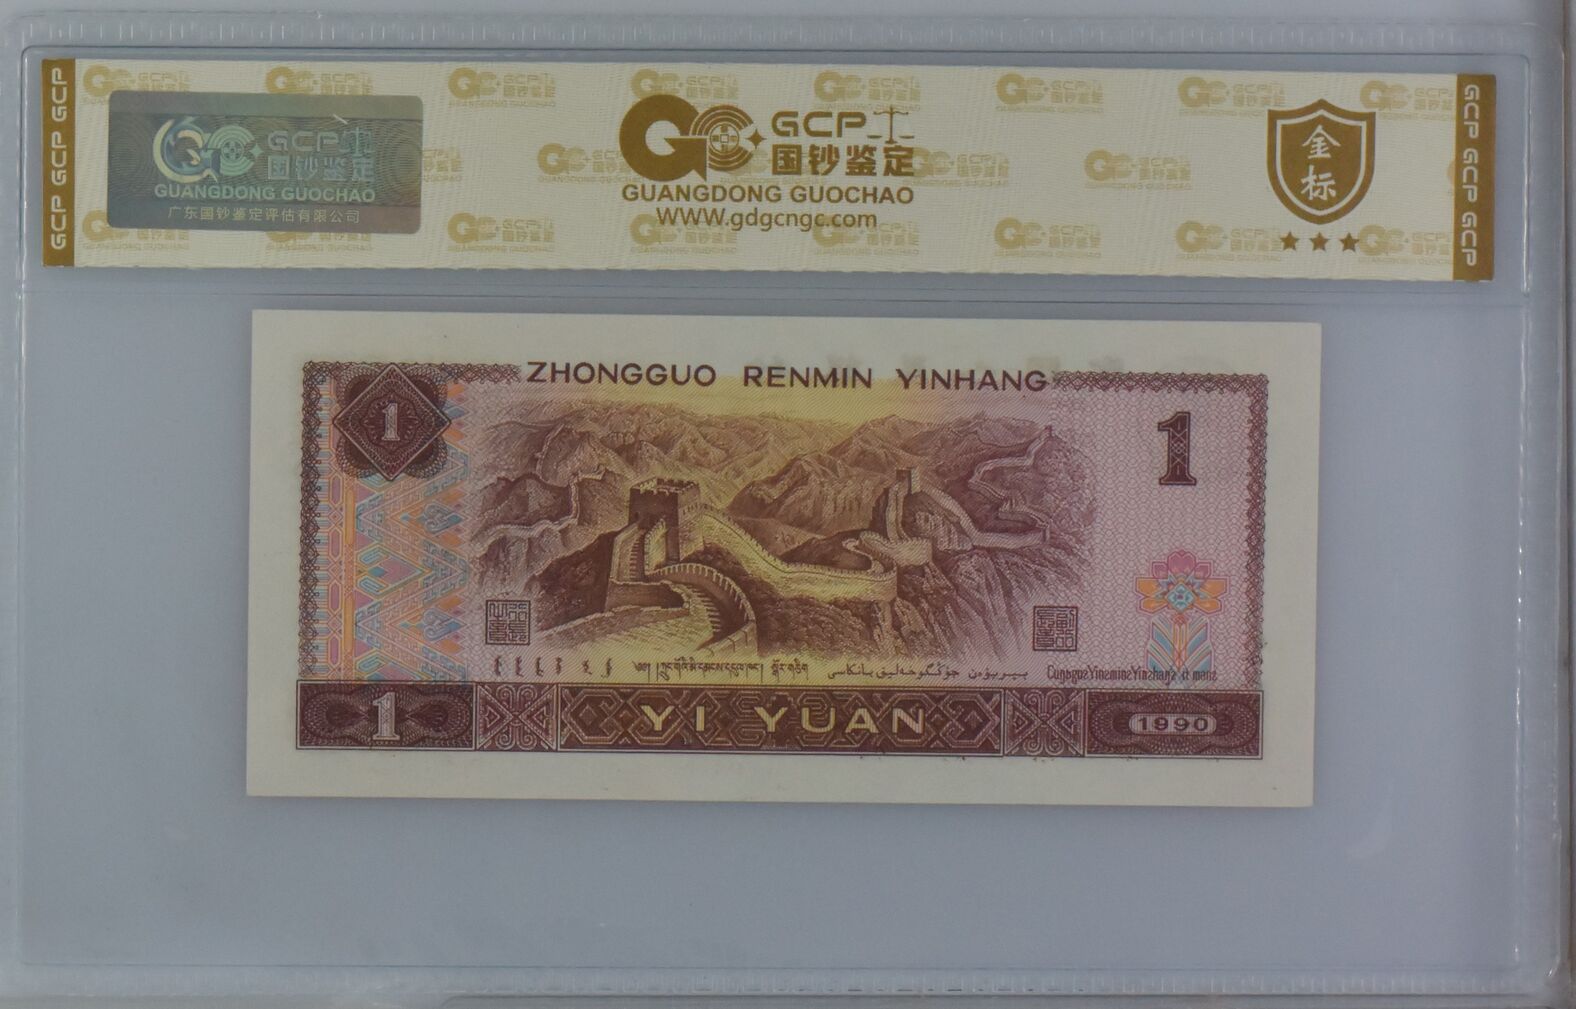 GCP GCP GCP
GCP
国钞鉴定
GUANGDONG GUOCHAO
广东国钞鉴定评估有限公司
GCP
国钞鉴定
GUANGDONG GUOCHAO
WWW.gdgcngc.com
金
标
GCP GCP GCP
ZHONGGUO RENMIN YINHANG
1
1
1
YI YUAN
1990